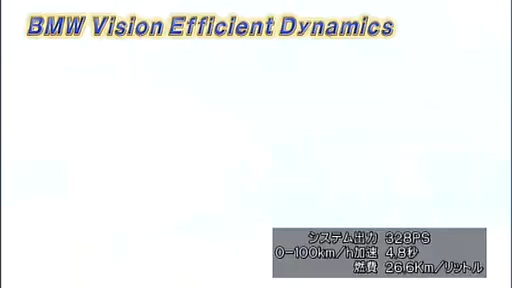 BMW Vision Efficient Dynamics
システム出力 328PS
0-100km/h加速 4.8秒
燃費 26.6Km/リットル